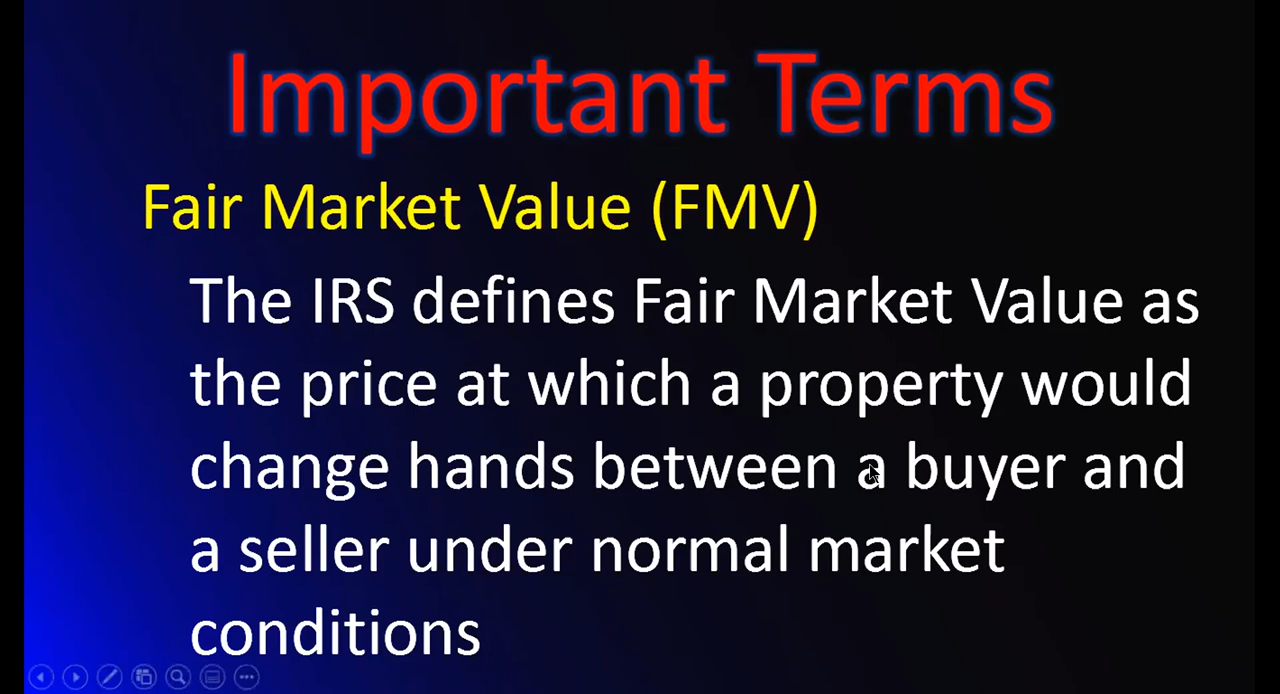 Important Terms
Fair Market Value (FMV)
The IRS defines Fair Market Value as
the price at which a property would
change hands between a buyer and
a seller under normal market
conditions